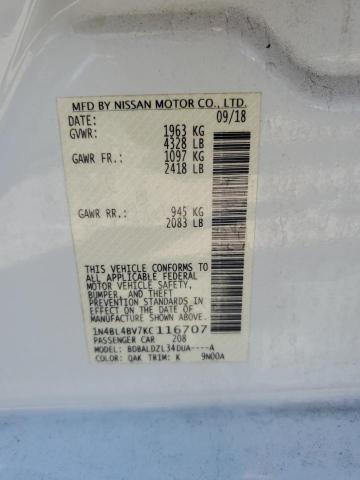 MFD BY NISSAN MOTOR CO., LTD.
DATE: 09/18
GVWR: 1963 KG
4328 LB
GAWR FR.: 1097 KG
2418 LB
GAWR RR.: 945 KG
2083 LB
THIS VEHICLE CONFORMS TO
ALL APPLICABLE FEDERAL
MOTOR VEHICLE SAFETY,
BUMPER, AND THEFT
PREVENTION STANDARDS IN
EFFECT ON THE DATE OF
MANUFACTURE SHOWN ABOVE.
1N4BL4BV7KC116707
PASSENGER CAR 208
MODEL: BDBALDZL34DUA----A
COLOR: QAK TRIM: K 9N00A